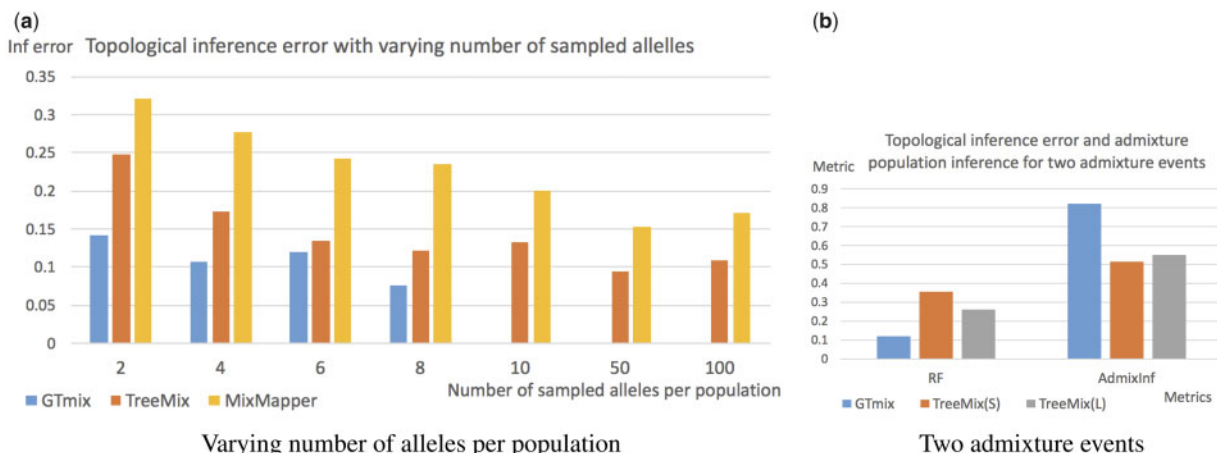 (a)
Inf error Topological inference error with varying number of sampled allelles
0.35
0.3
0.25
0.2
0.15
0.1
0.05
0
2 4 6 8 10 50 100
Number of sampled alleles per population
GTmix TreeMix MixMapper
Varying number of alleles per population
(b)
Topological inference error and admixture
Metric population inference for two admixture events
0.9
0.8
0.7
0.6
0.5
0.4
0.3
0.2
0.1
0
RF AdmixInf
Metrics
GTmix TreeMix(S) TreeMix(L)
Two admixture events